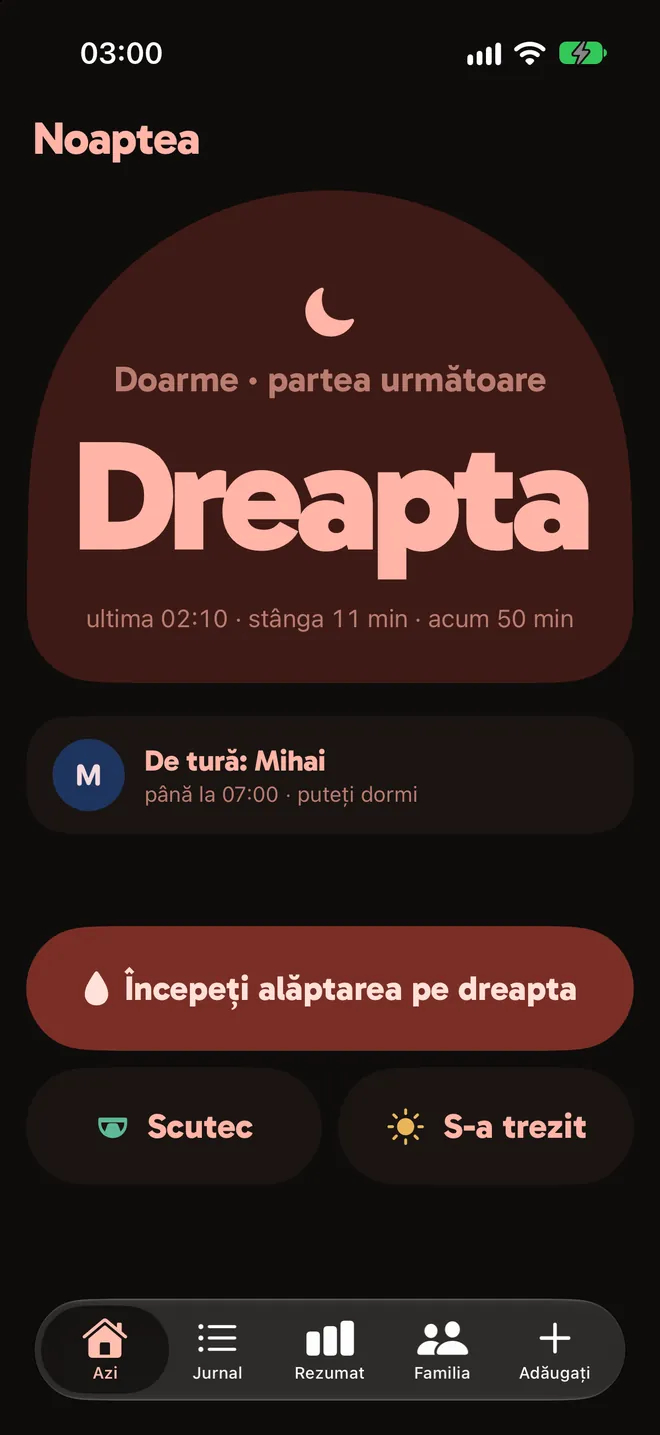 03:00
Noaptea
Doarme · partea următoare
Dreapta
ultima 02:10 · stânga 11 min · acum 50 min
M
De tură: Mihai
până la 07:00 · puteți dormi
Începeți alăptarea pe dreapta
Scutec
S-a trezit
Azi
Jurnal
Rezumat
Familia
Adăugați